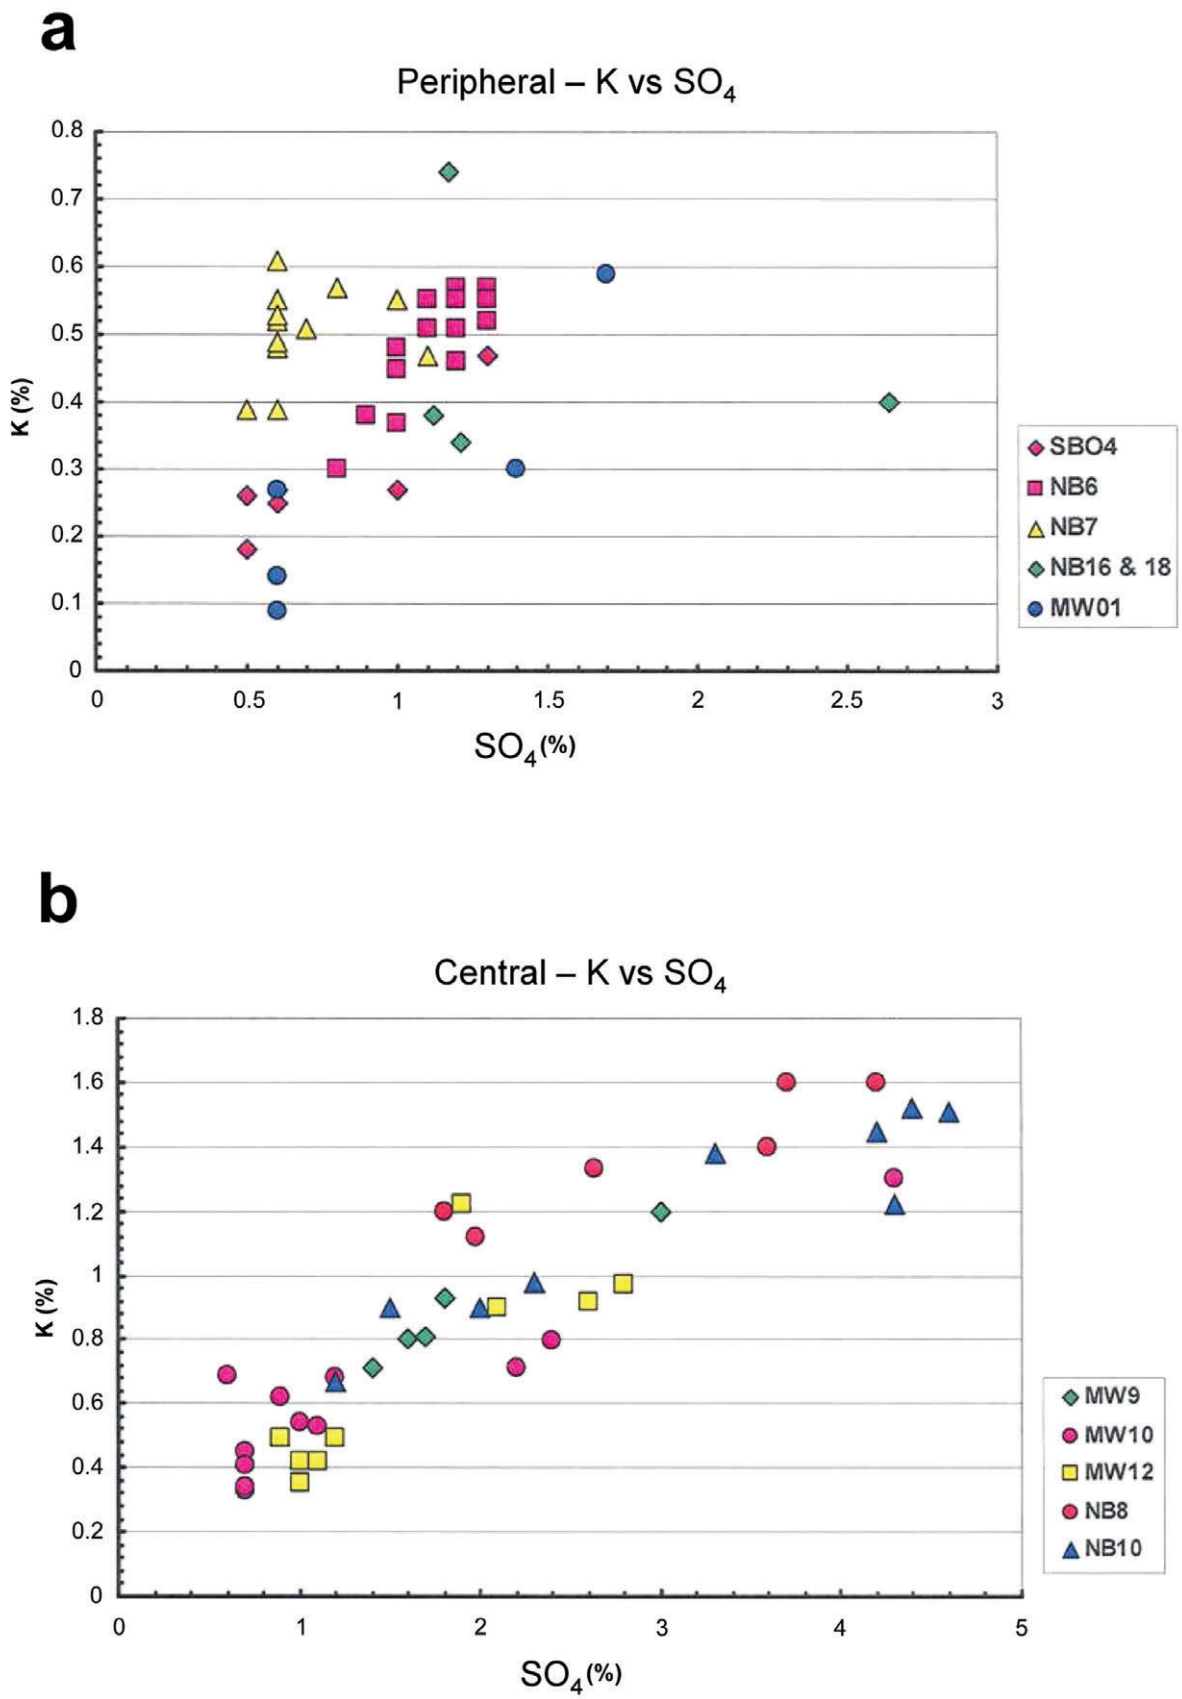 a
Peripheral – K vs SO4
0.8
0.7
0.6
0.5
0.4
0.3
0.2
0.1
0
K (%)
0 0.5 1 1.5 2 2.5 3
SO4(%)
SBO4
NB6
NB7
NB16 & 18
MW01
b
Central – K vs SO4
1.8
1.6
1.4
1.2
1
0.8
0.6
0.4
0.2
0
K (%)
0 1 2 3 4 5
SO4(%)
MW9
MW10
MW12
NB8
NB10